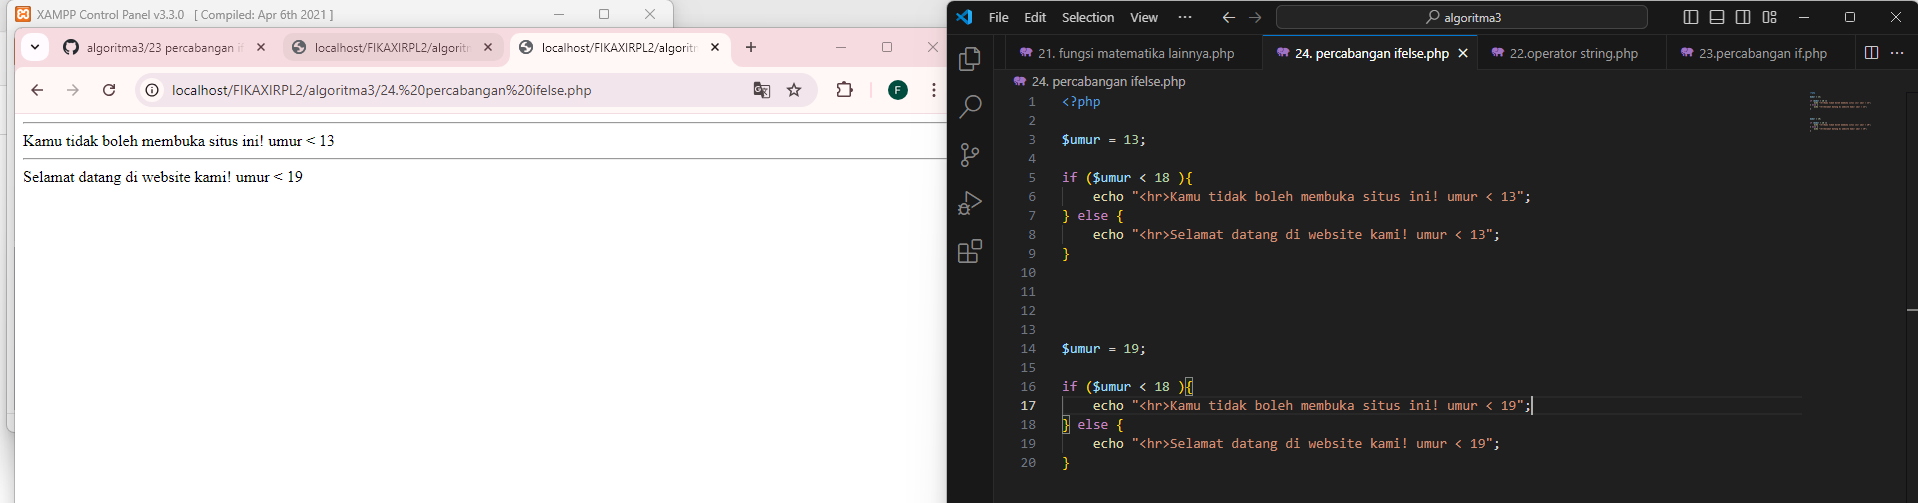 XAMPP Control Panel v3.3.0 [ Compiled: Apr 6th 2021 ]
algoritma3/23 percabangan if
localhost/FIKAXIRPL2/algoritm
localhost/FIKAXIRPL2/algoritm
localhost/FIKAXIRPL2/algoritma3/24.%20percabangan%20ifelse.php
F
Kamu tidak boleh membuka situs ini! umur < 13
Selamat datang di website kami! umur < 19
File Edit Selection View ···
algoritma3
21. fungsi matematika lainnya.php
24. percabangan ifelse.php
22.operator string.php
23.percabangan if.php
24. percabangan ifelse.php
1 <?php
2
3 $umur = 13;
4
5 if ($umur < 18 ){
6 echo "<hr>Kamu tidak boleh membuka situs ini! umur < 13";
7 } else {
8 echo "<hr>Selamat datang di website kami! umur < 13";
9 }
10
11
12
13
14 $umur = 19;
15
16 if ($umur < 18 ){
17 echo "<hr>Kamu tidak boleh membuka situs ini! umur < 19";
18 } else {
19 echo "<hr>Selamat datang di website kami! umur < 19";
20 }